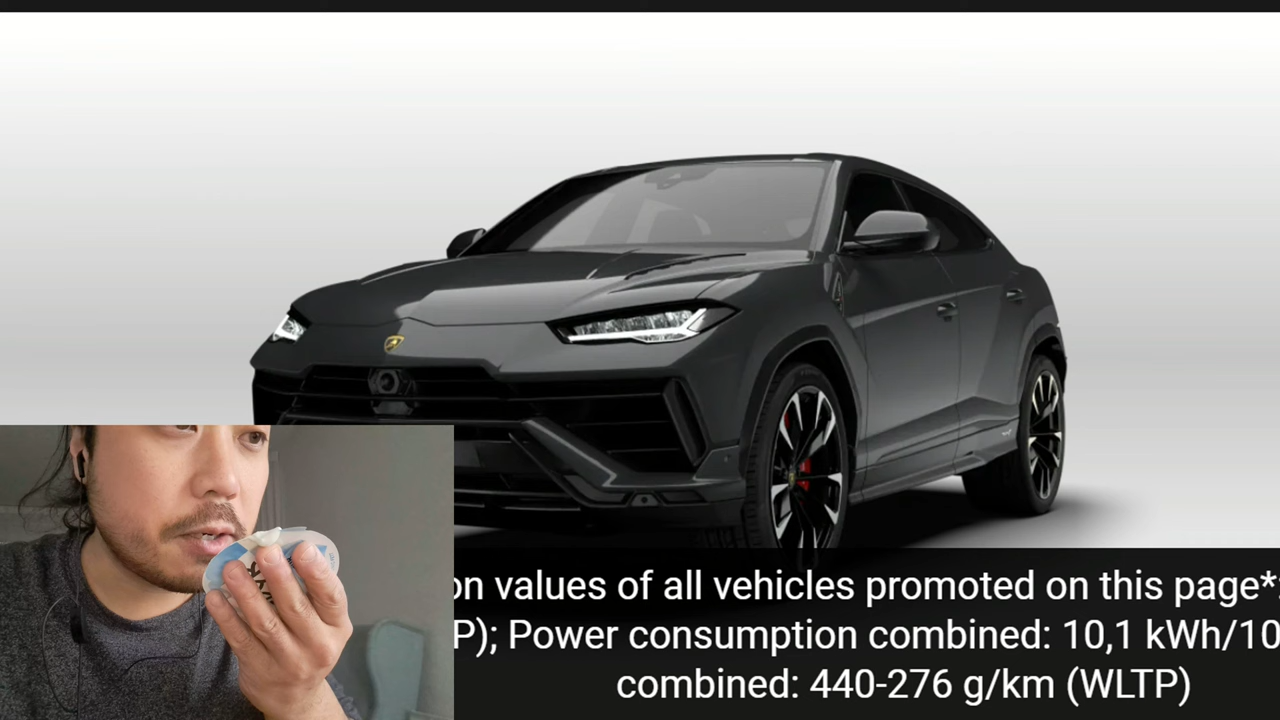 on values of all vehicles promoted on this page*:
P); Power consumption combined: 10,1 kWh/10
combined: 440-276 g/km (WLTP)